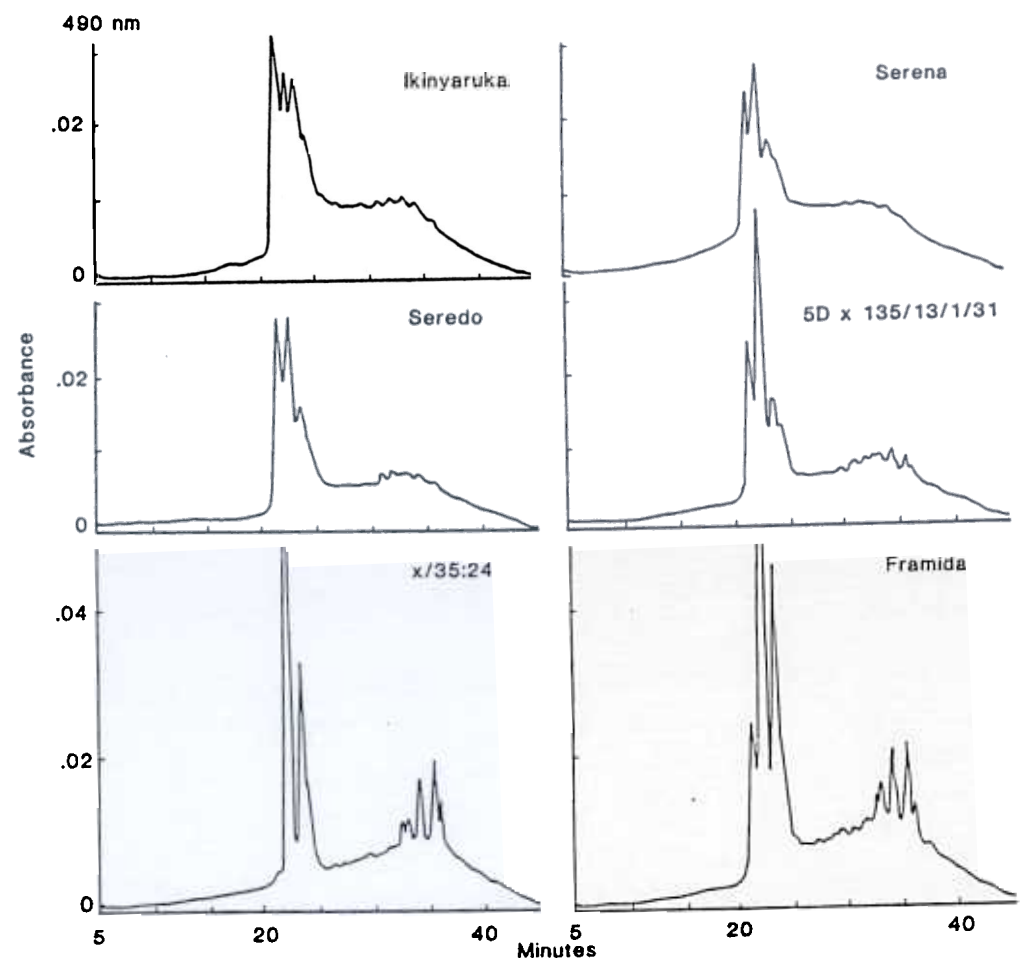 490 nm
Ikinyaruka
Serena
.02
0
Seredo
5D x 135/13/1/31
Absorbance
.02
0
x/35:24
Framida
.04
.02
0
5 20 40 5 20 40
Minutes